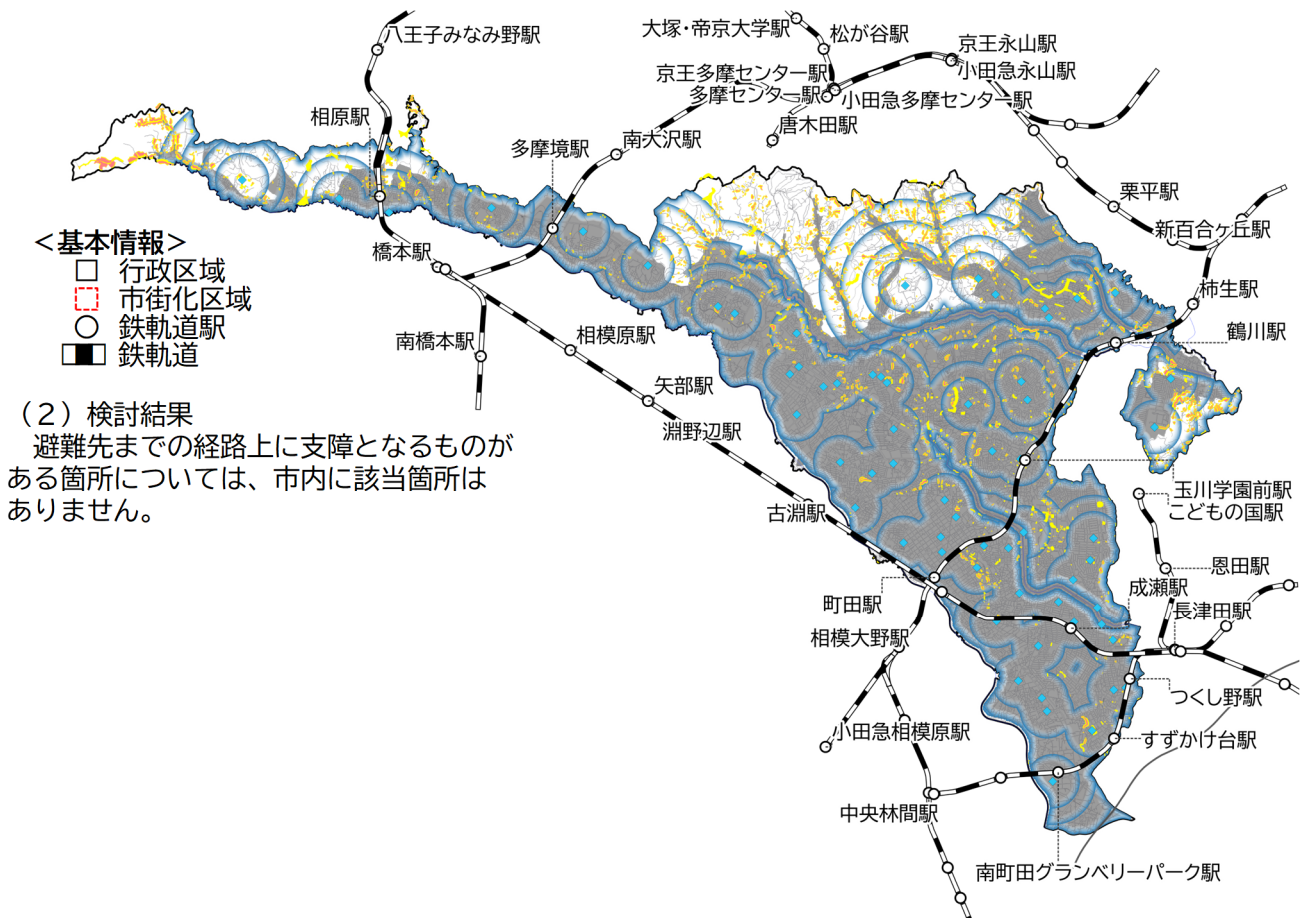 大塚・帝京大学駅
松が谷駅
八王子みなみ野駅
京王永山駅
京王多摩センター駅
小田急永山駅
多摩センター駅
小田急多摩センター駅
相原駅
唐木田駅
南大沢駅
多摩境駅
栗平駅
新百合ヶ丘駅
＜基本情報＞
行政区域
市街化区域
鉄軌道駅
鉄軌道
橋本駅
柿生駅
南橋本駅
相模原駅
鶴川駅
矢部駅
淵野辺駅
（２）検討結果
避難先までの経路上に支障となるものが
ある箇所については、市内に該当箇所は
ありません。
古淵駅
玉川学園前駅
こどもの国駅
恩田駅
成瀬駅
町田駅
長津田駅
相模大野駅
つくし野駅
小田急相模原駅
すずかけ台駅
中央林間駅
南町田グランベリーパーク駅